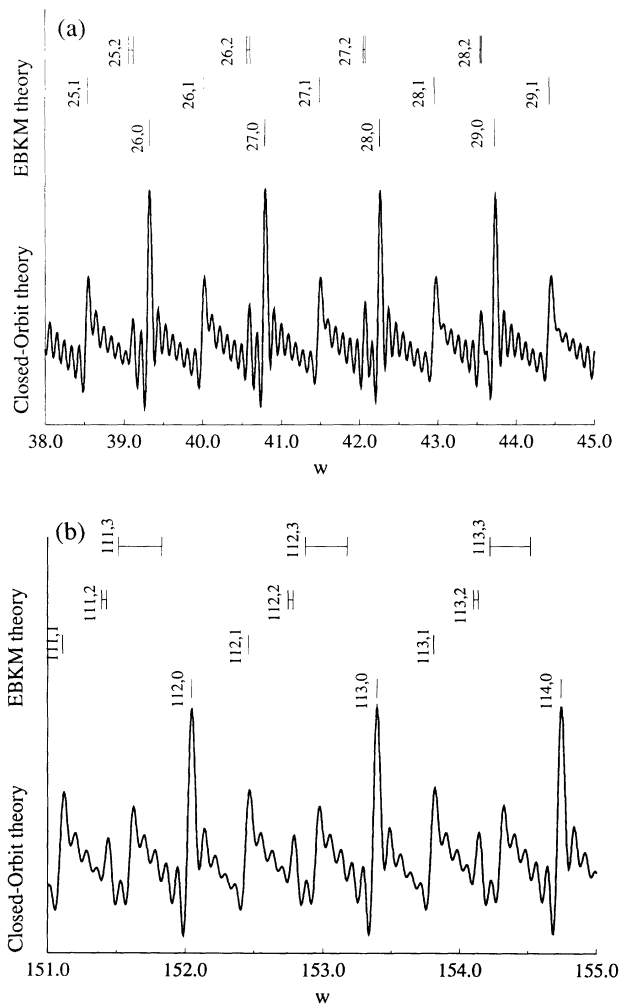 (a)
EBKM theory
25,2
26,2
27,2
28,2
25,1
26,1
27,1
28,1
29,1
26,0
27,0
28,0
29,0
Closed-Orbit theory
38.0 39.0 40.0 41.0 42.0 43.0 44.0 45.0
w
(b)
EBKM theory
111,3
112,3
113,3
111,2
112,2
113,2
111,1
112,1
113,1
112,0
113,0
114,0
Closed-Orbit theory
151.0 152.0 153.0 154.0 155.0
w